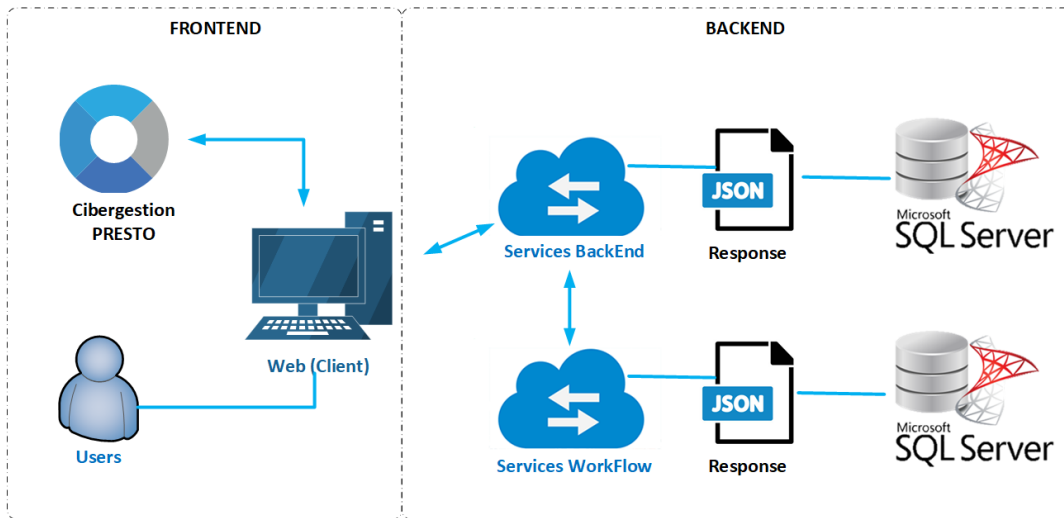 FRONTEND
BACKEND
Cibergestion
PRESTO
Web (Client)
Users
Services BackEnd
JSON
Response
Microsoft
SQL Server
Services WorkFlow
JSON
Response
Microsoft
SQL Server